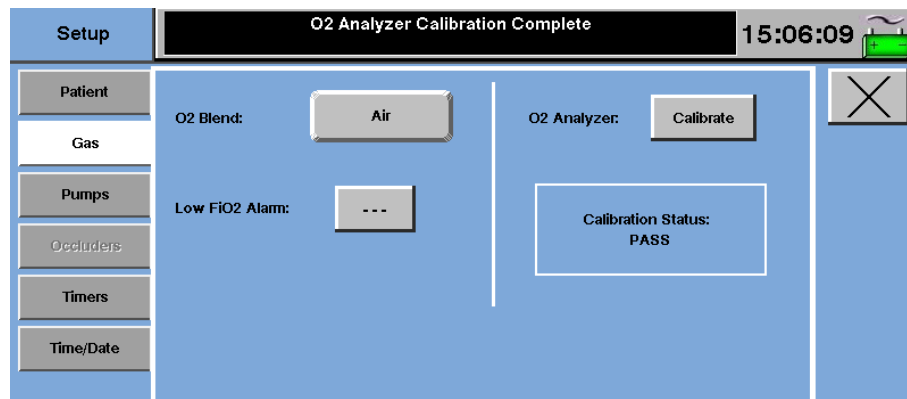 Setup
O2 Analyzer Calibration Complete
15:06:09
Patient
Gas
Pumps
Occluders
Timers
Time/Date
O2 Blend:
Air
Low FiO2 Alarm:
---
O2 Analyzer:
Calibrate
Calibration Status:
PASS